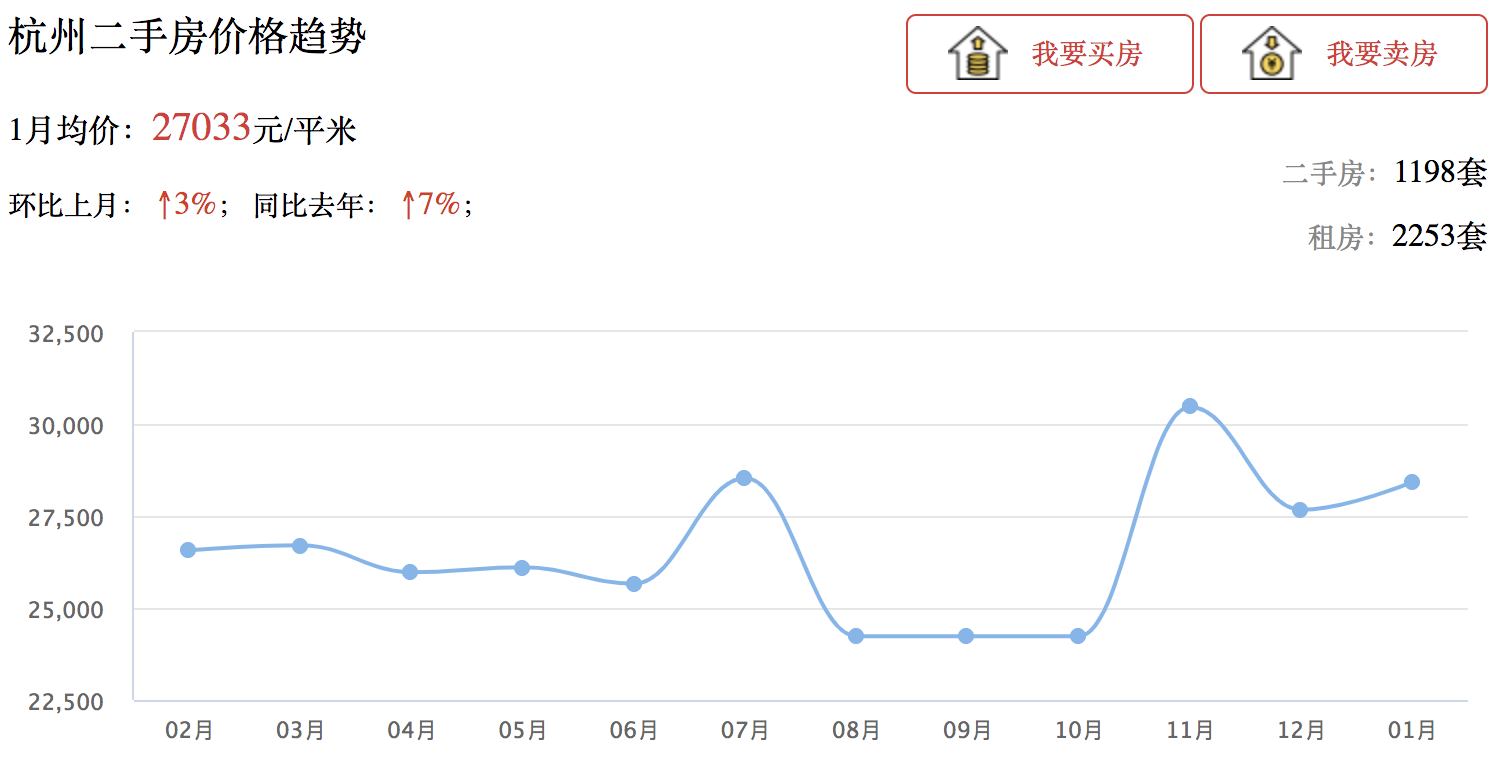 杭州二手房价格趋势
我要买房
我要卖房
1月均价：27033元/平米
二手房：1198套
环比上月：↑3%； 同比去年：↑7%；
租房：2253套
32,500
30,000
27,500
25,000
22,500
02月 03月 04月 05月 06月 07月 08月 09月 10月 11月 12月 01月